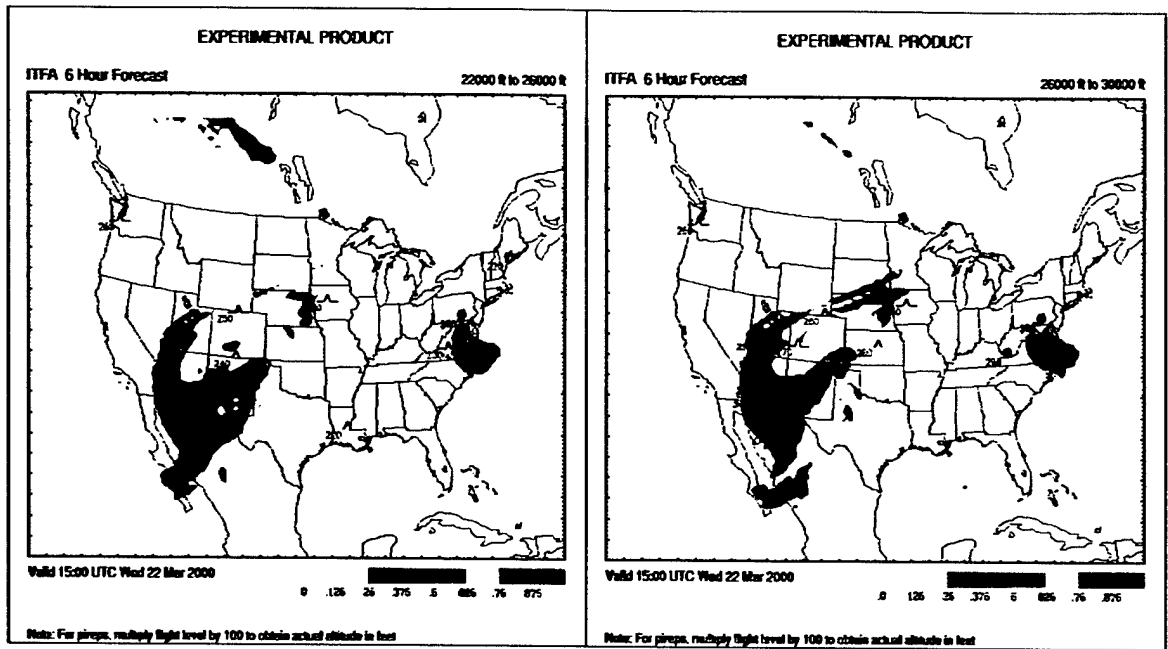 EXPERIMENTAL PRODUCT
ITFA 6 Hour Forecast
22000 ft to 26000 ft
250
240
Valid 15:00 UTC Wed 22 Mar 2000
0 .125 25 .375 .5 .625 .75 .875
Note: For pireps, multiply flight level by 100 to obtain actual altitude in feet
EXPERIMENTAL PRODUCT
ITFA 6 Hour Forecast
26000 ft to 30000 ft
260
Valid 15:00 UTC Wed 22 Mar 2000
.0 125 25 .375 5 .625 .75 .875
Note: For pireps, multiply flight level by 100 to obtain actual altitude in feet